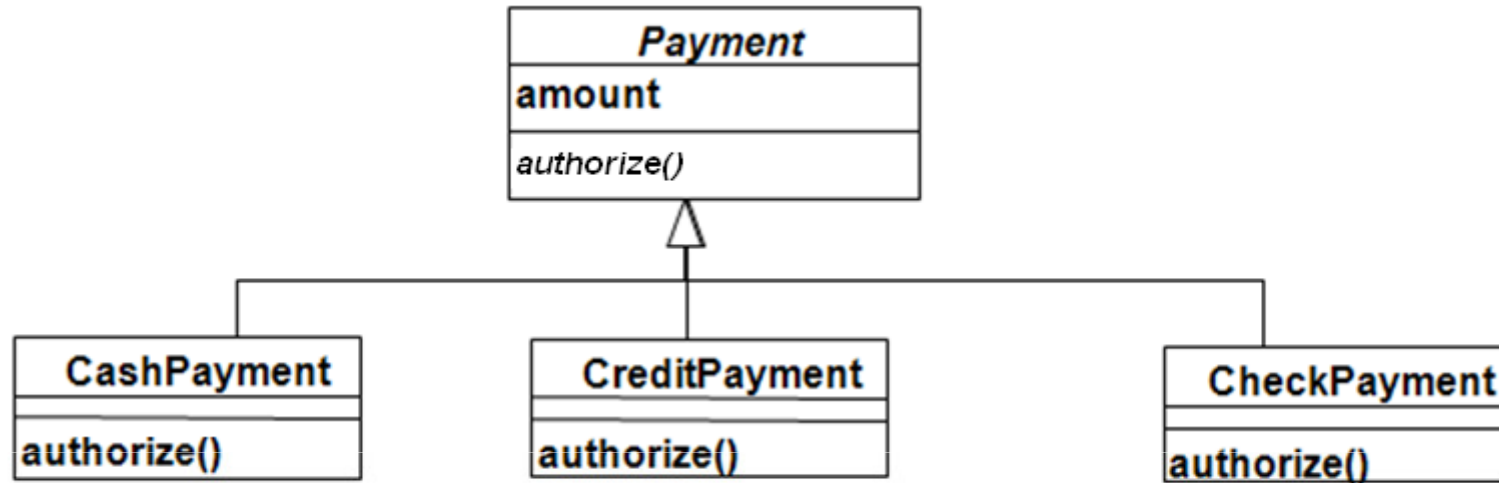 Payment
amount
authorize()
CashPayment
authorize()
CreditPayment
authorize()
CheckPayment
authorize()